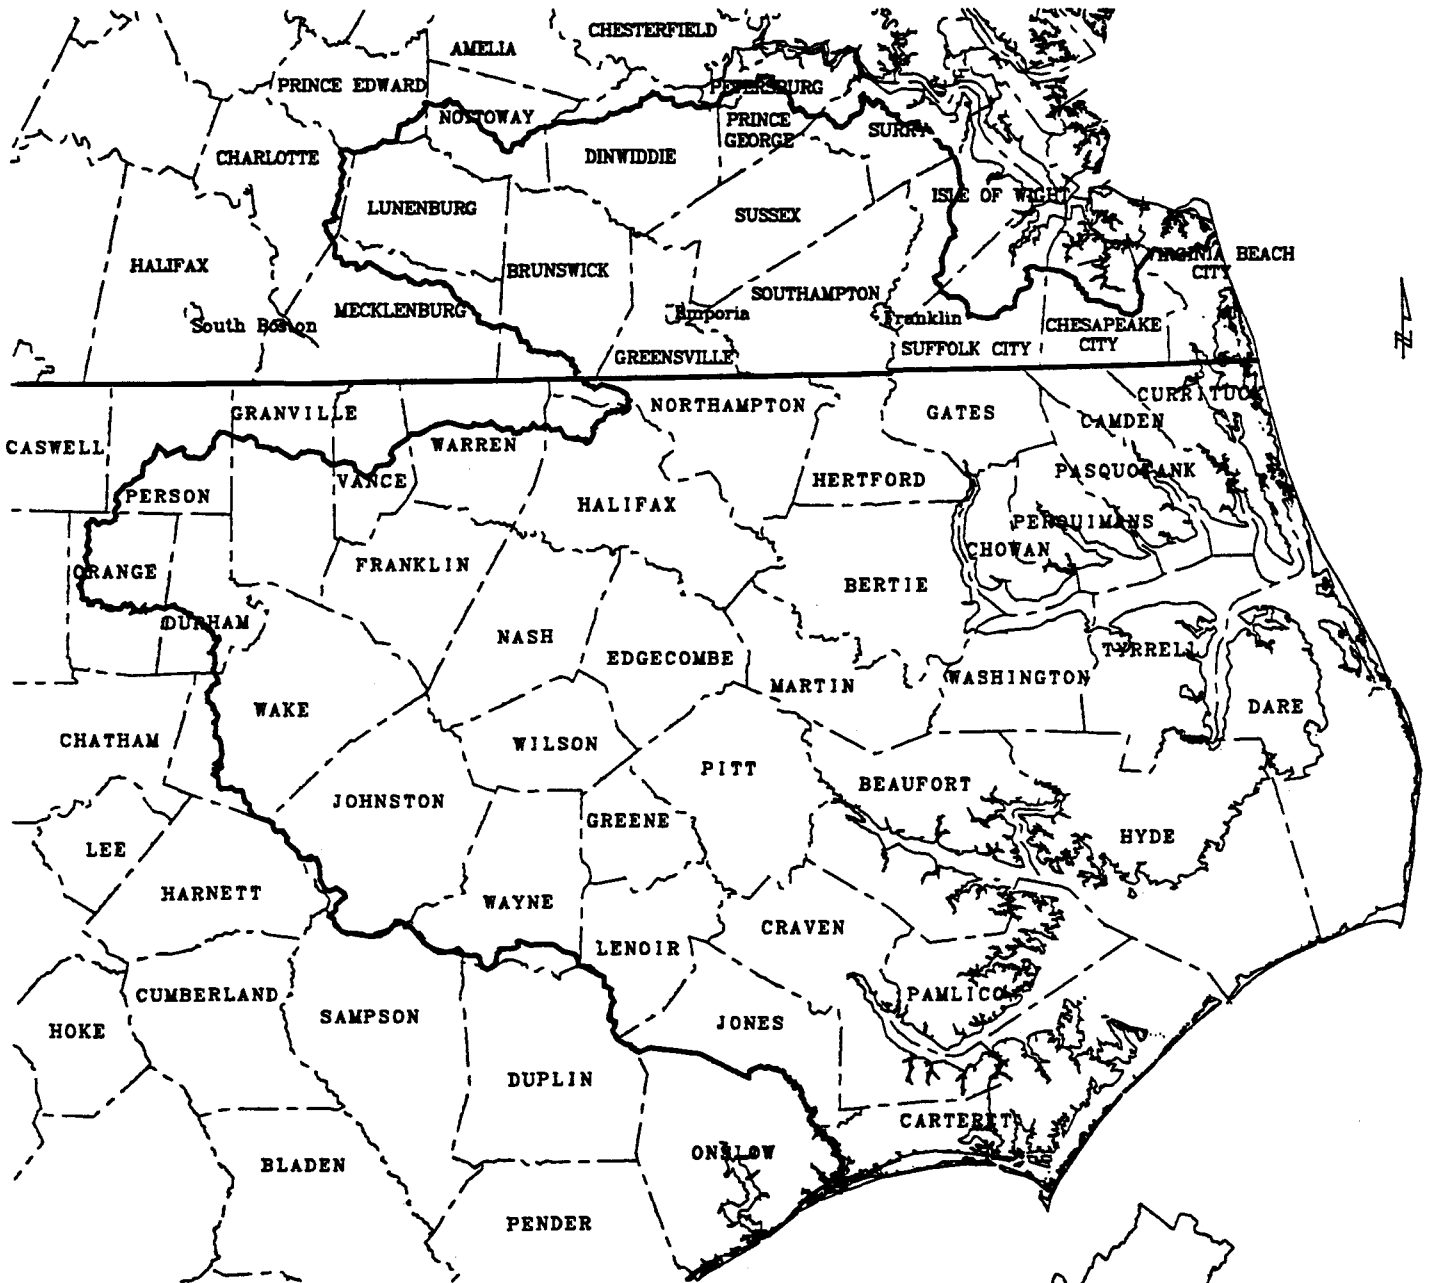 CHESTERFIELD
AMELIA
PRINCE EDWARD
PETERSBURG
NOTTOWAY
PRINCE
GEORGE
SURRY
CHARLOTTE
DINWIDDIE
ISLE OF WIGHT
LUNENBURG
SUSSEX
VIRGINIA BEACH
CITY
HALIFAX
BRUNSWICK
SOUTHAMPTON
MECKLENBURG
Emporia
Franklin
South Boston
CHESAPEAKE
CITY
GREENSVILLE
SUFFOLK CITY
N
CURRITUCK
GRANVILLE
NORTHAMPTON
GATES
CAMDEN
CASWELL
WARREN
PASQUOTANK
VANCE
HERTFORD
PERSON
HALIFAX
PERQUIMANS
CHOWAN
FRANKLIN
ORANGE
BERTIE
DURHAM
NASH
EDGECOMBE
TYRRELL
MARTIN
WASHINGTON
WAKE
DARE
CHATHAM
WILSON
PITT
BEAUFORT
JOHNSTON
GREENE
HYDE
LEE
HARNETT
WAYNE
CRAVEN
LENOIR
CUMBERLAND
PAMLICO
SAMPSON
JONES
HOKE
DUPLIN
CARTERET
ONSLOW
BLADEN
PENDER